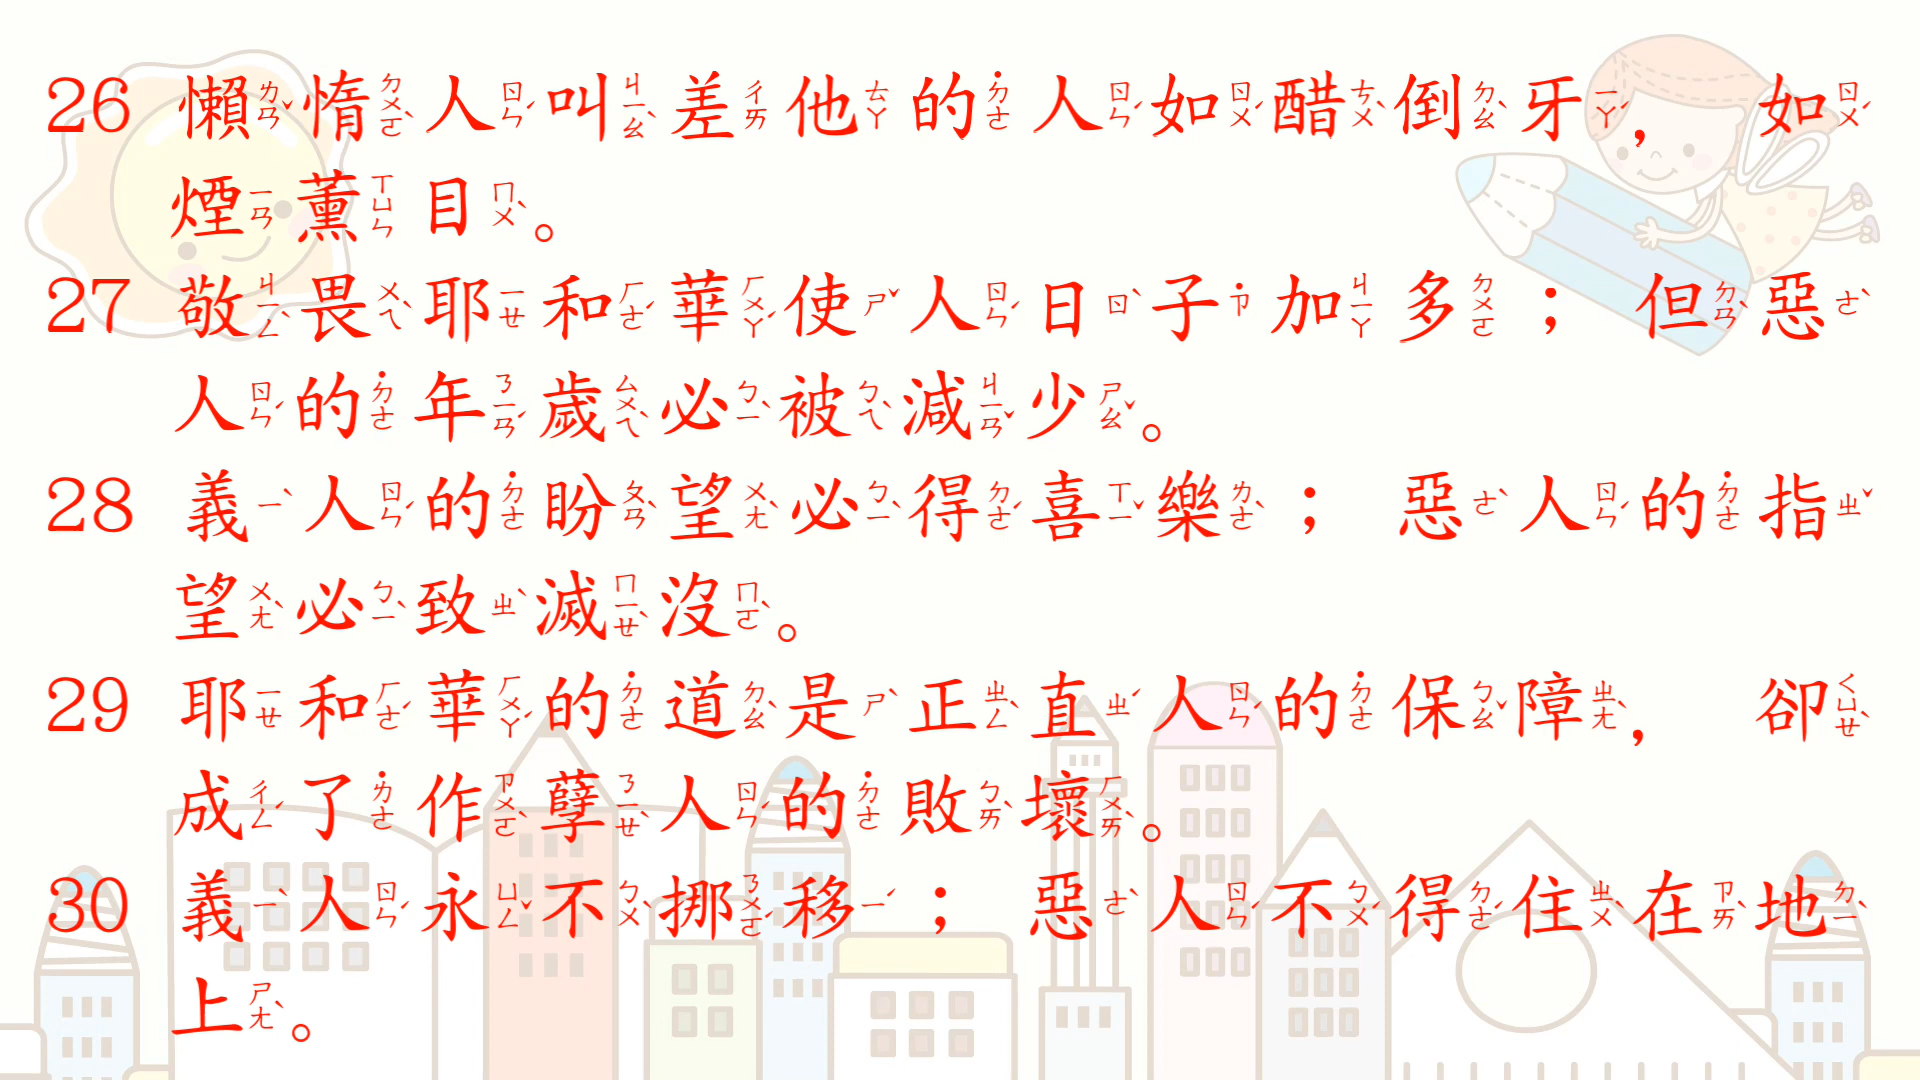 26 懶惰人叫差他的人如醋倒牙, 如
煙薰目。
27 敬畏耶和華使人日子加多; 但惡
人的年歲必被減少。
28 義人的盼望必得喜樂; 惡人的指
望必致滅沒。
29 耶和華的道是正直人的保障, 卻
成了作孽人的敗壞。
30 義人永不挪移; 惡人不得住在地
上。